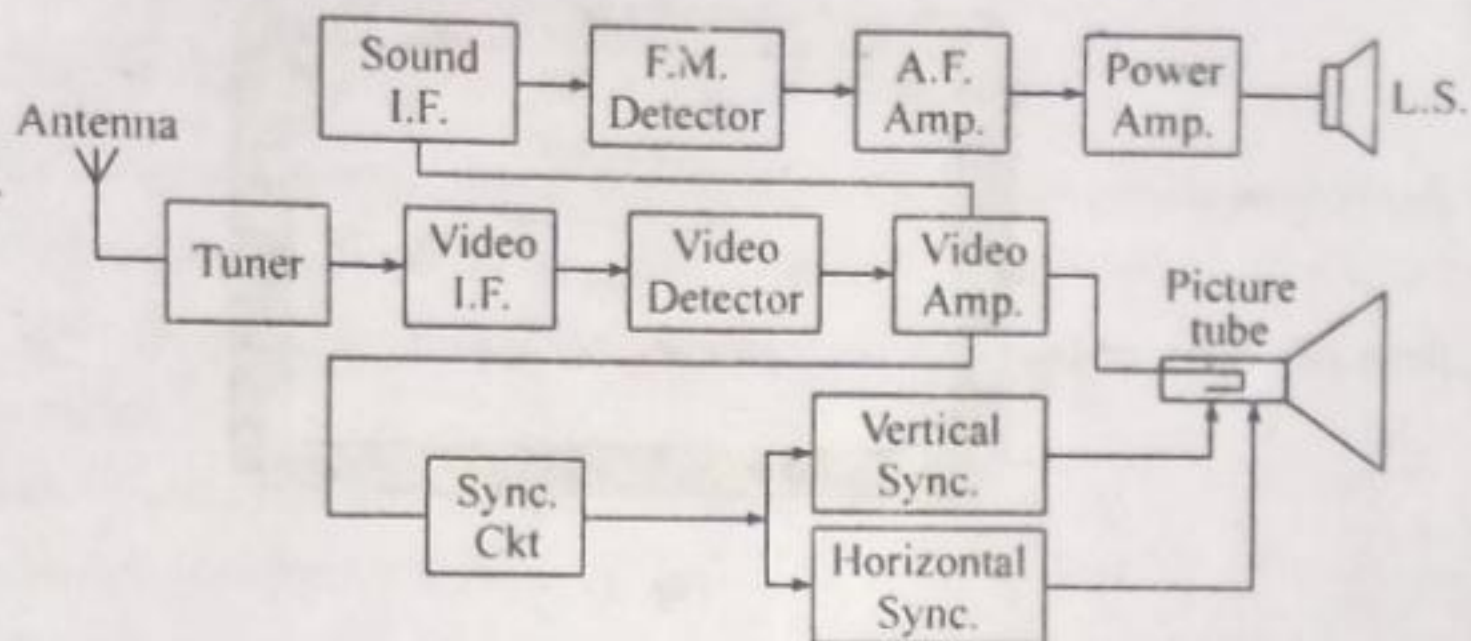 Sound
I.F.
F.M.
Detector
A.F.
Amp.
Power
Amp.
L.S.
Antenna
Tuner
Video
I.F.
Video
Detector
Video
Amp.
Picture
tube
Vertical
Sync.
Sync.
Ckt
Horizontal
Sync.